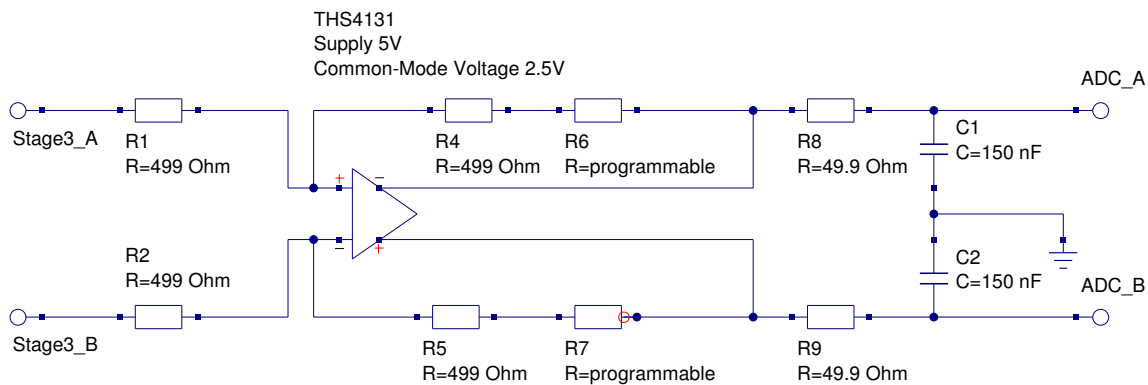 THS4131
Supply 5V
Common-Mode Voltage 2.5V
ADC_A
Stage3_A
R1
R=499 Ohm
R4
R=499 Ohm
R6
R=programmable
R8
R=49.9 Ohm
C1
C=150 nF
+
−
−
+
R2
R=499 Ohm
C2
C=150 nF
ADC_B
Stage3_B
R5
R=499 Ohm
R7
R=programmable
R9
R=49.9 Ohm